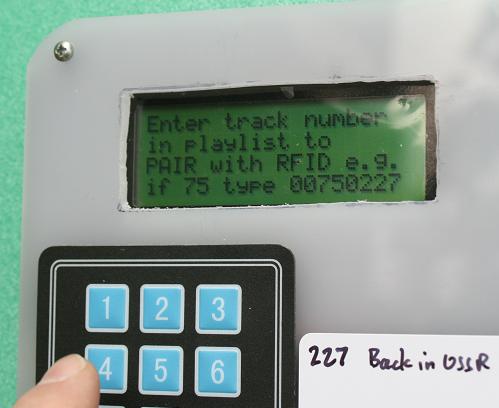 Enter track number
in playlist to
PAIR with RFID e.g.
if 75 type 00750227
1 2 3
4 5 6
227 Back in USSR